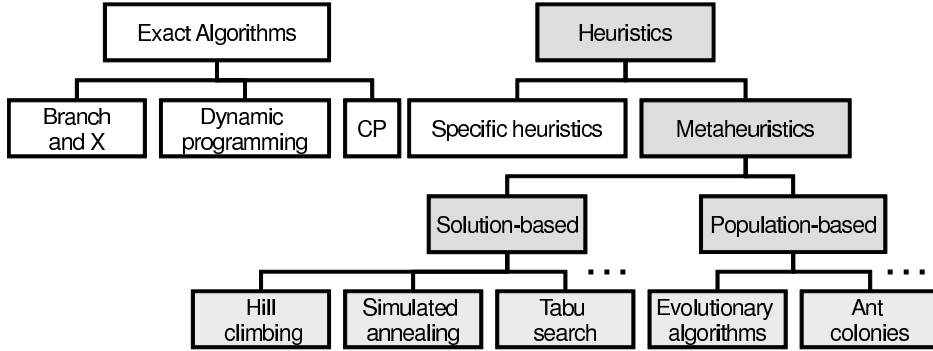 Exact Algorithms
Heuristics
Branch
and X
Dynamic
programming
CP
Specific heuristics
Metaheuristics
Solution-based
Population-based
...
...
Hill
climbing
Simulated
annealing
Tabu
search
Evolutionary
algorithms
Ant
colonies